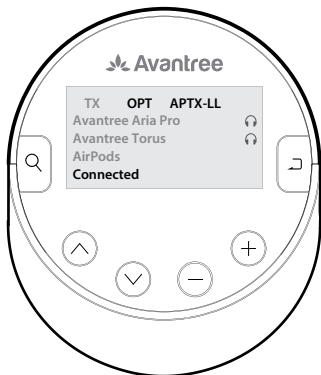 Avantree
TX OPT APTX-LL
Avantree Aria Pro
Avantree Torus
AirPods
Connected